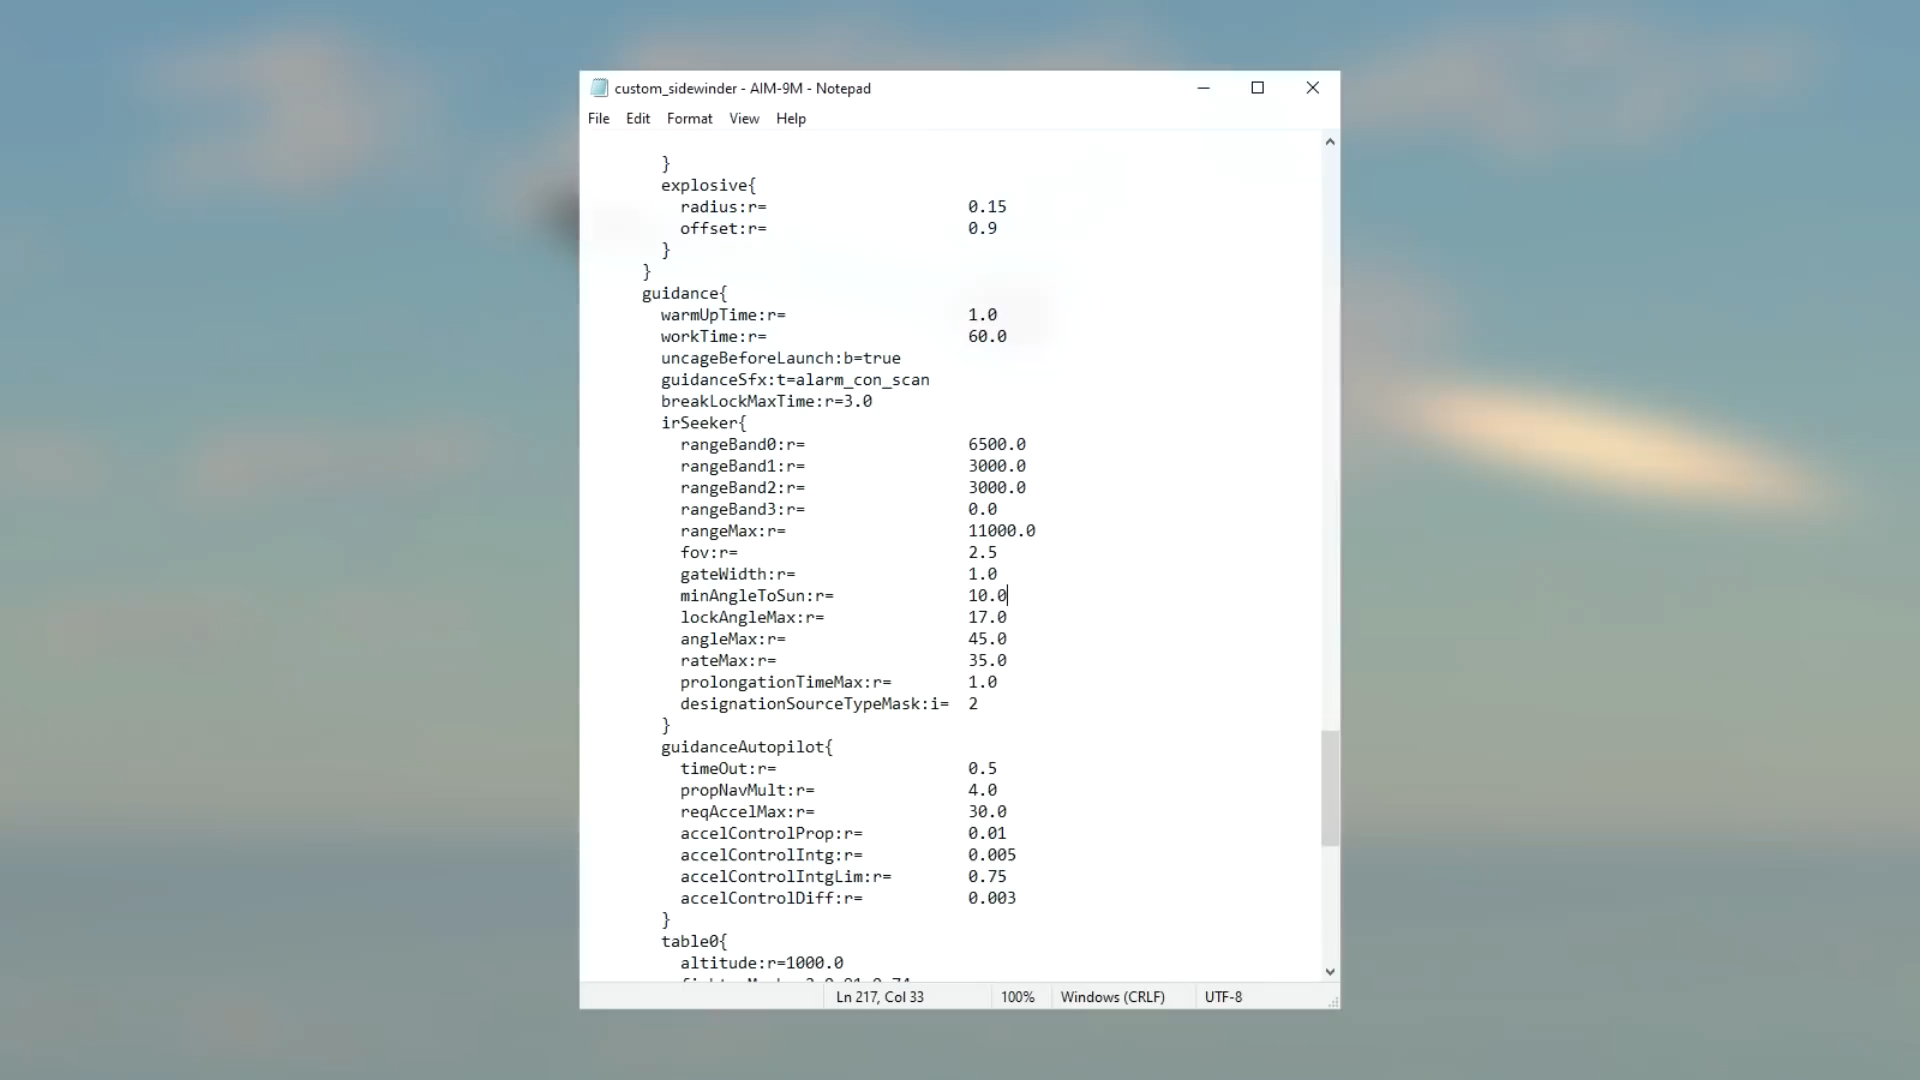 custom_sidewinder - AIM-9M - Notepad
File Edit Format View Help
}
explosive{
radius:r= 0.15
offset:r= 0.9
}
}
guidance{
warmUpTime:r= 1.0
workTime:r= 60.0
uncageBeforeLaunch:b=true
guidanceSfx:t=alarm_con_scan
breakLockMaxTime:r=3.0
irSeeker{
rangeBand0:r= 6500.0
rangeBand1:r= 3000.0
rangeBand2:r= 3000.0
rangeBand3:r= 0.0
rangeMax:r= 11000.0
fov:r= 2.5
gateWidth:r= 1.0
minAngleToSun:r= 10.0
lockAngleMax:r= 17.0
angleMax:r= 45.0
rateMax:r= 35.0
prolongationTimeMax:r= 1.0
designationSourceTypeMask:i= 2
}
guidanceAutopilot{
timeOut:r= 0.5
propNavMult:r= 4.0
reqAccelMax:r= 30.0
accelControlProp:r= 0.01
accelControlIntg:r= 0.005
accelControlIntgLim:r= 0.75
accelControlDiff:r= 0.003
}
table0{
altitude:r=1000.0
Ln 217, Col 33 100% Windows (CRLF) UTF-8